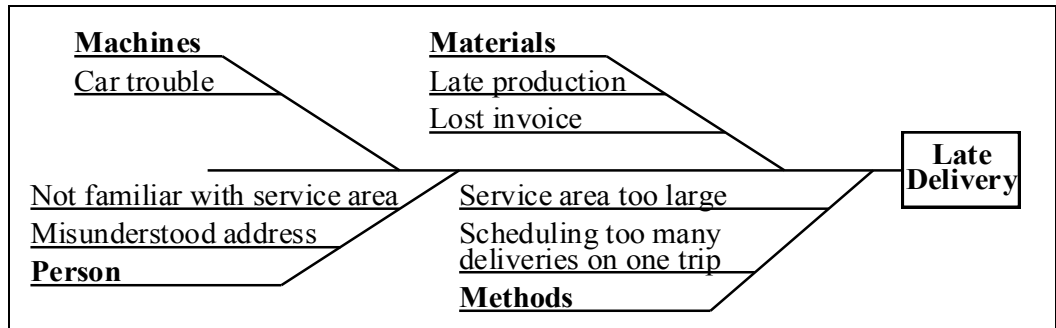 Machines
Car trouble
Materials
Late production
Lost invoice
Late
Delivery
Not familiar with service area
Misunderstood address
Person
Service area too large
Scheduling too many
deliveries on one trip
Methods